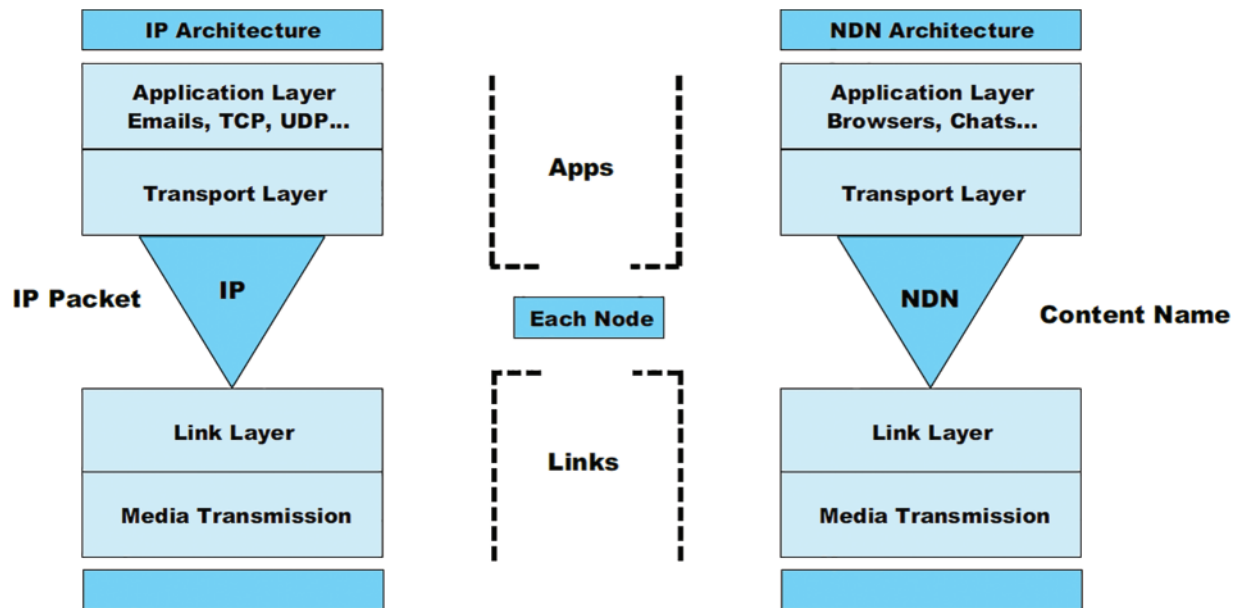 IP Architecture
Application Layer
Emails, TCP, UDP...
Transport Layer
IP Packet
IP
Link Layer
Media Transmission
Apps
Each Node
Links
NDN Architecture
Application Layer
Browsers, Chats...
Transport Layer
NDN
Content Name
Link Layer
Media Transmission